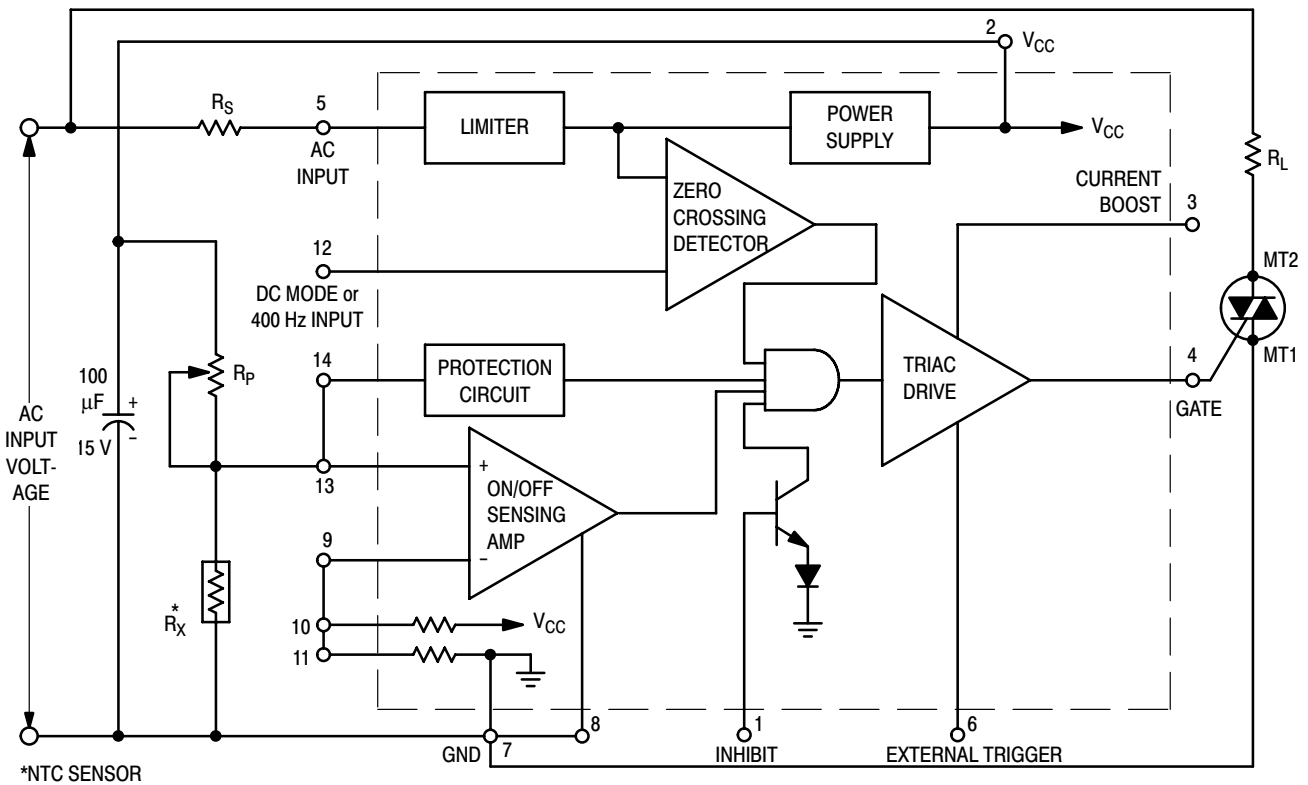 2
VCC
RS
5
AC
INPUT
LIMITER
POWER
SUPPLY
VCC
RL
CURRENT
BOOST
3
ZERO
CROSSING
DETECTOR
12
DC MODE or
400 Hz INPUT
MT2
MT1
14
PROTECTION
CIRCUIT
TRIAC
DRIVE
4
GATE
RP
100
μF
15 V
+
−
AC
INPUT
VOLT-
AGE
13
+
ON/OFF
SENSING
AMP
−
9
*
RX
10
VCC
11
8
GND
7
1
INHIBIT
6
EXTERNAL TRIGGER
*NTC SENSOR